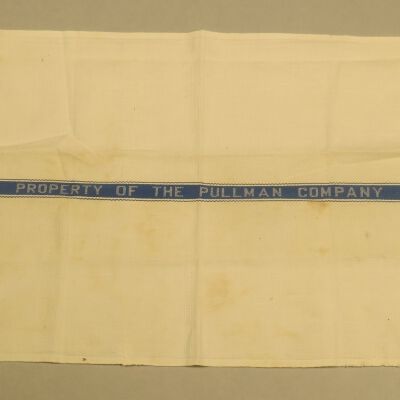 PROPERTY OF THE PULLMAN COMPANY